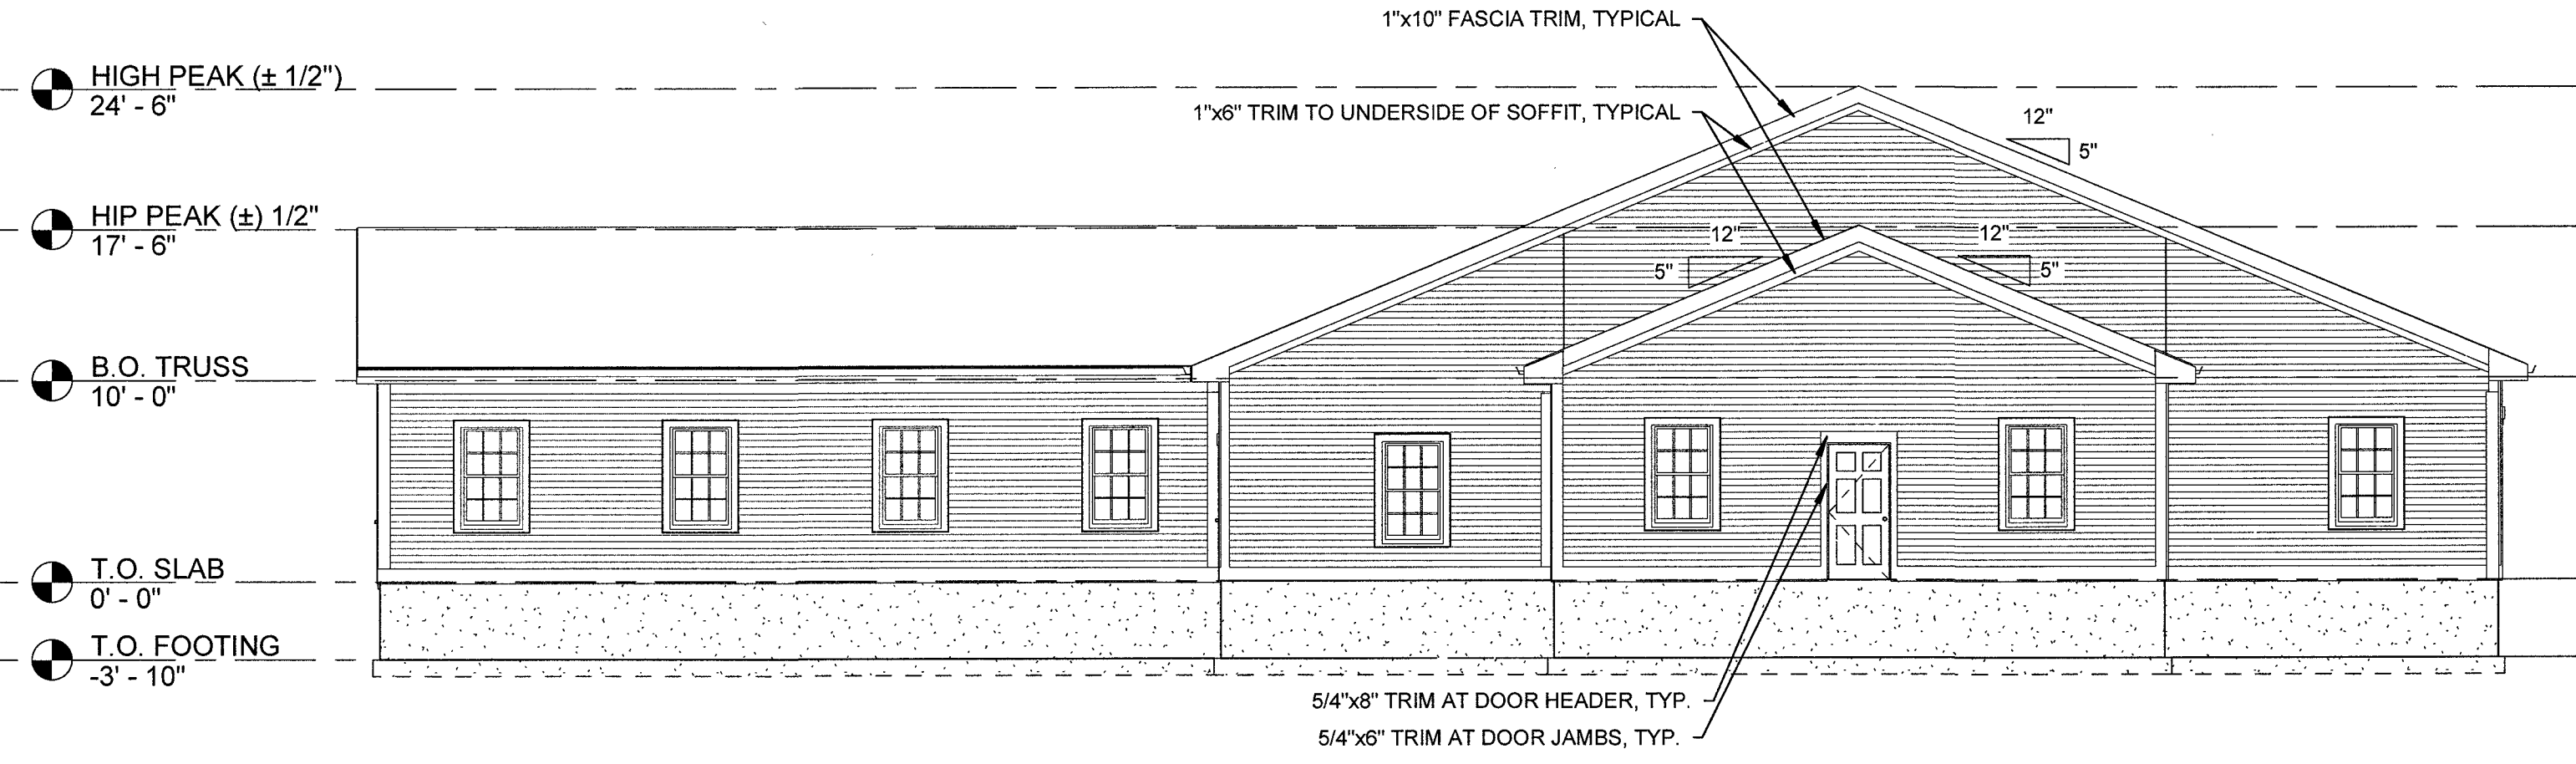 1"x10" FASCIA TRIM, TYPICAL
HIGH PEAK (± 1/2")
24' - 6"
1"x6" TRIM TO UNDERSIDE OF SOFFIT, TYPICAL
12"
5"
HIP PEAK (±) 1/2"
17' - 6"
12"
12"
5"
5"
B.O. TRUSS
10' - 0"
T.O. SLAB
0' - 0"
T.O. FOOTING
-3' - 10"
5/4"x8" TRIM AT DOOR HEADER, TYP.
5/4"x6" TRIM AT DOOR JAMBS, TYP.